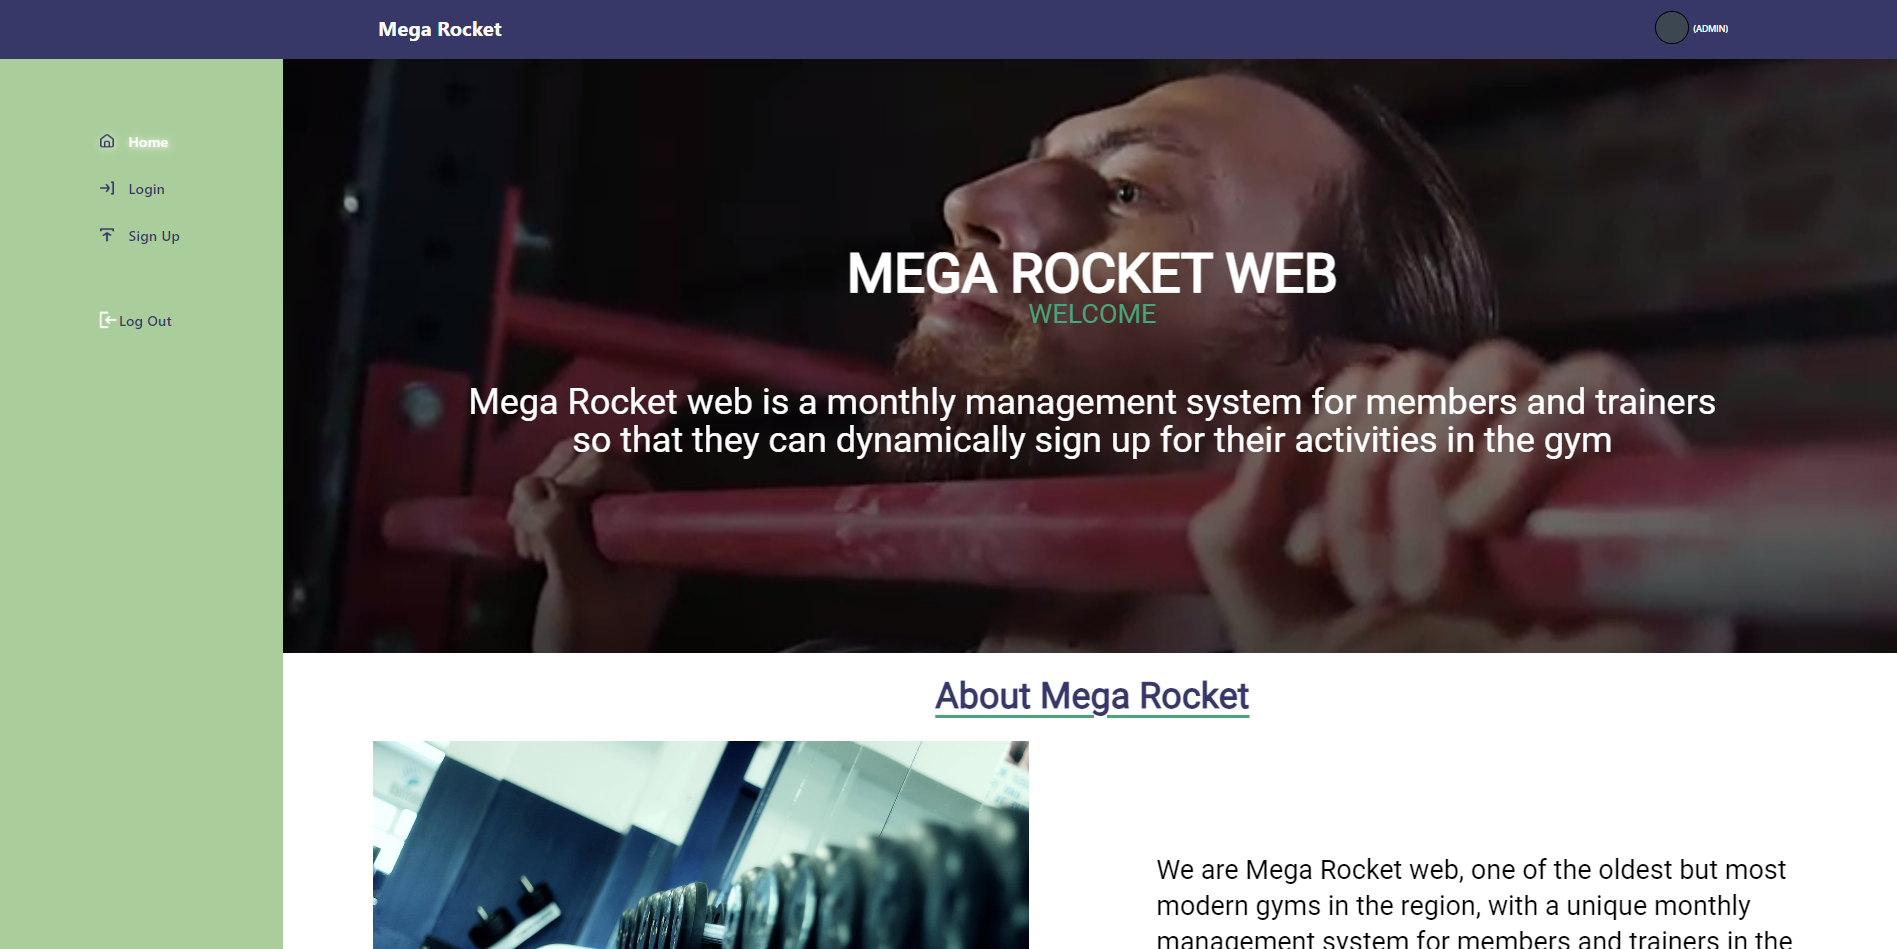 Mega Rocket
(ADMIN)
Home
Login
Sign Up
Log Out
MEGA ROCKET WEB
WELCOME
Mega Rocket web is a monthly management system for members and trainers
so that they can dynamically sign up for their activities in the gym
About Mega Rocket
We are Mega Rocket web, one of the oldest but most
modern gyms in the region, with a unique monthly
management system for members and trainers in the